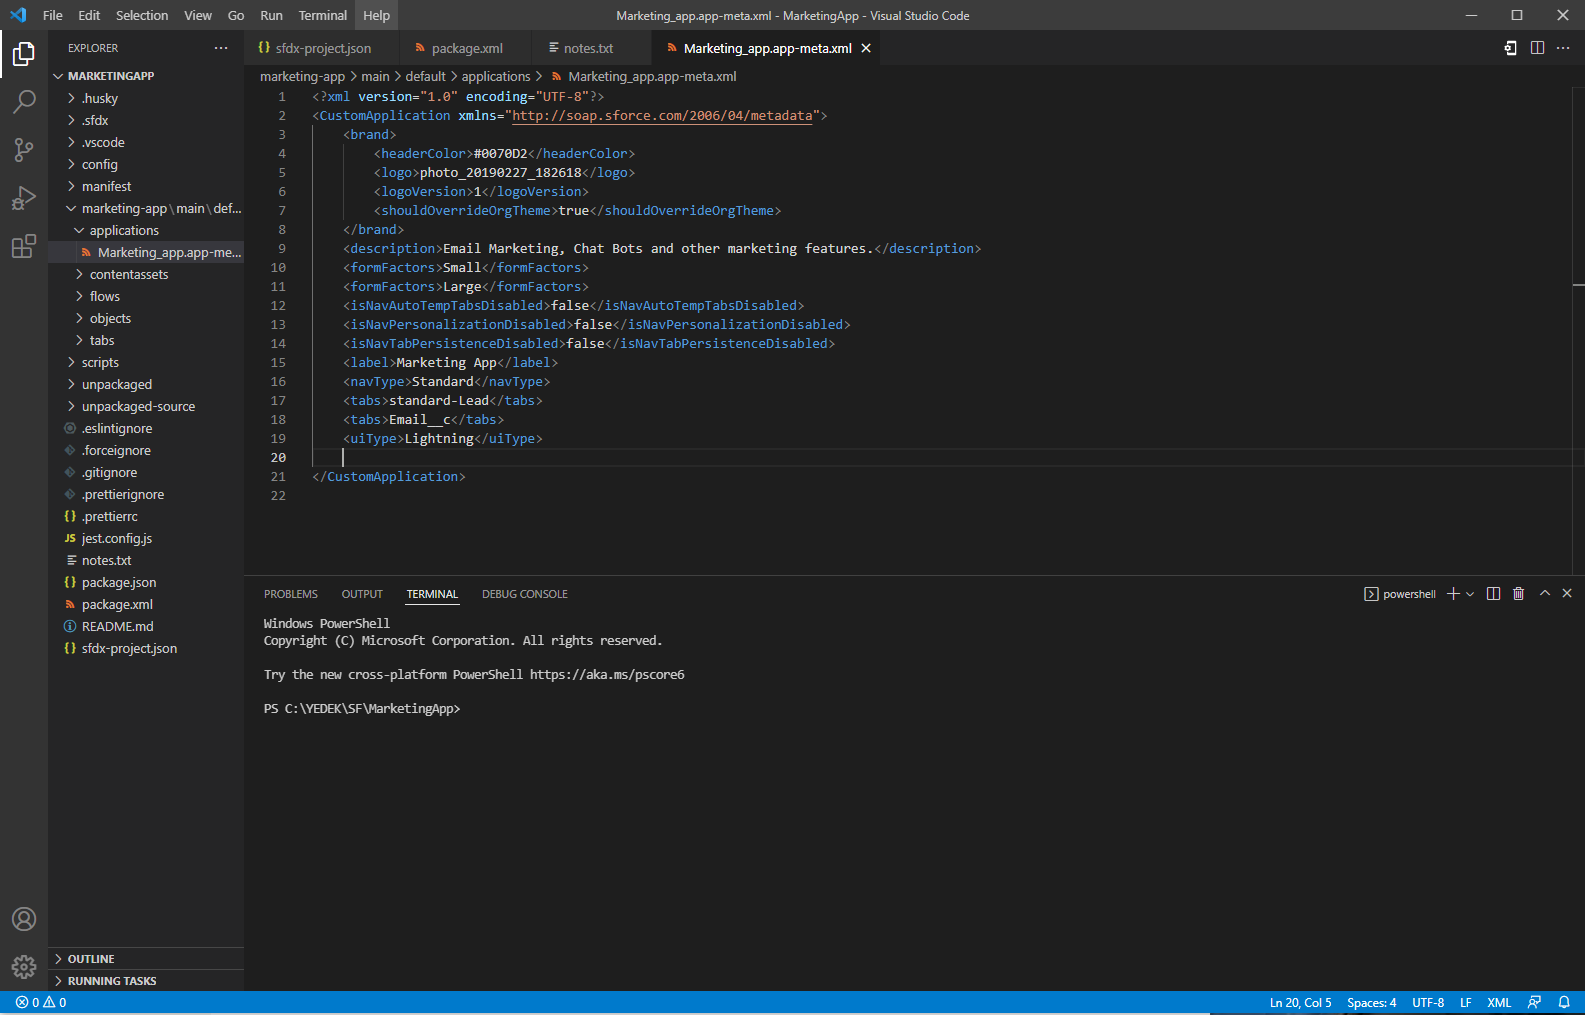 File Edit Selection View Go Run Terminal Help
Marketing_app.app-meta.xml - MarketingApp - Visual Studio Code
EXPLORER
MARKETINGAPP
.husky
.sfdx
.vscode
config
manifest
marketing-app\main\def...
applications
Marketing_app.app-me...
contentassets
flows
objects
tabs
scripts
unpackaged
unpackaged-source
.eslintignore
.forceignore
.gitignore
.prettierignore
{} .prettierrc
JS jest.config.js
notes.txt
{} package.json
package.xml
README.md
{} sfdx-project.json
OUTLINE
RUNNING TASKS
{} sfdx-project.json package.xml notes.txt Marketing_app.app-meta.xml
marketing-app > main > default > applications > Marketing_app.app-meta.xml
1 <?xml version="1.0" encoding="UTF-8"?>
2 <CustomApplication xmlns="http://soap.sforce.com/2006/04/metadata">
3 <brand>
4 <headerColor>#0070D2</headerColor>
5 <logo>photo_20190227_182618</logo>
6 <logoVersion>1</logoVersion>
7 <shouldOverrideOrgTheme>true</shouldOverrideOrgTheme>
8 </brand>
9 <description>Email Marketing, Chat Bots and other marketing features.</description>
10 <formFactors>Small</formFactors>
11 <formFactors>Large</formFactors>
12 <isNavAutoTempTabsDisabled>false</isNavAutoTempTabsDisabled>
13 <isNavPersonalizationDisabled>false</isNavPersonalizationDisabled>
14 <isNavTabPersistenceDisabled>false</isNavTabPersistenceDisabled>
15 <label>Marketing App</label>
16 <navType>Standard</navType>
17 <tabs>standard-Lead</tabs>
18 <tabs>Email__c</tabs>
19 <uiType>Lightning</uiType>
20
21 </CustomApplication>
22
PROBLEMS OUTPUT TERMINAL DEBUG CONSOLE
powershell
Windows PowerShell
Copyright (C) Microsoft Corporation. All rights reserved.
Try the new cross-platform PowerShell https://aka.ms/pscore6
PS C:\YEDEK\SF\MarketingApp>
0 0
Ln 20, Col 5 Spaces: 4 UTF-8 LF XML